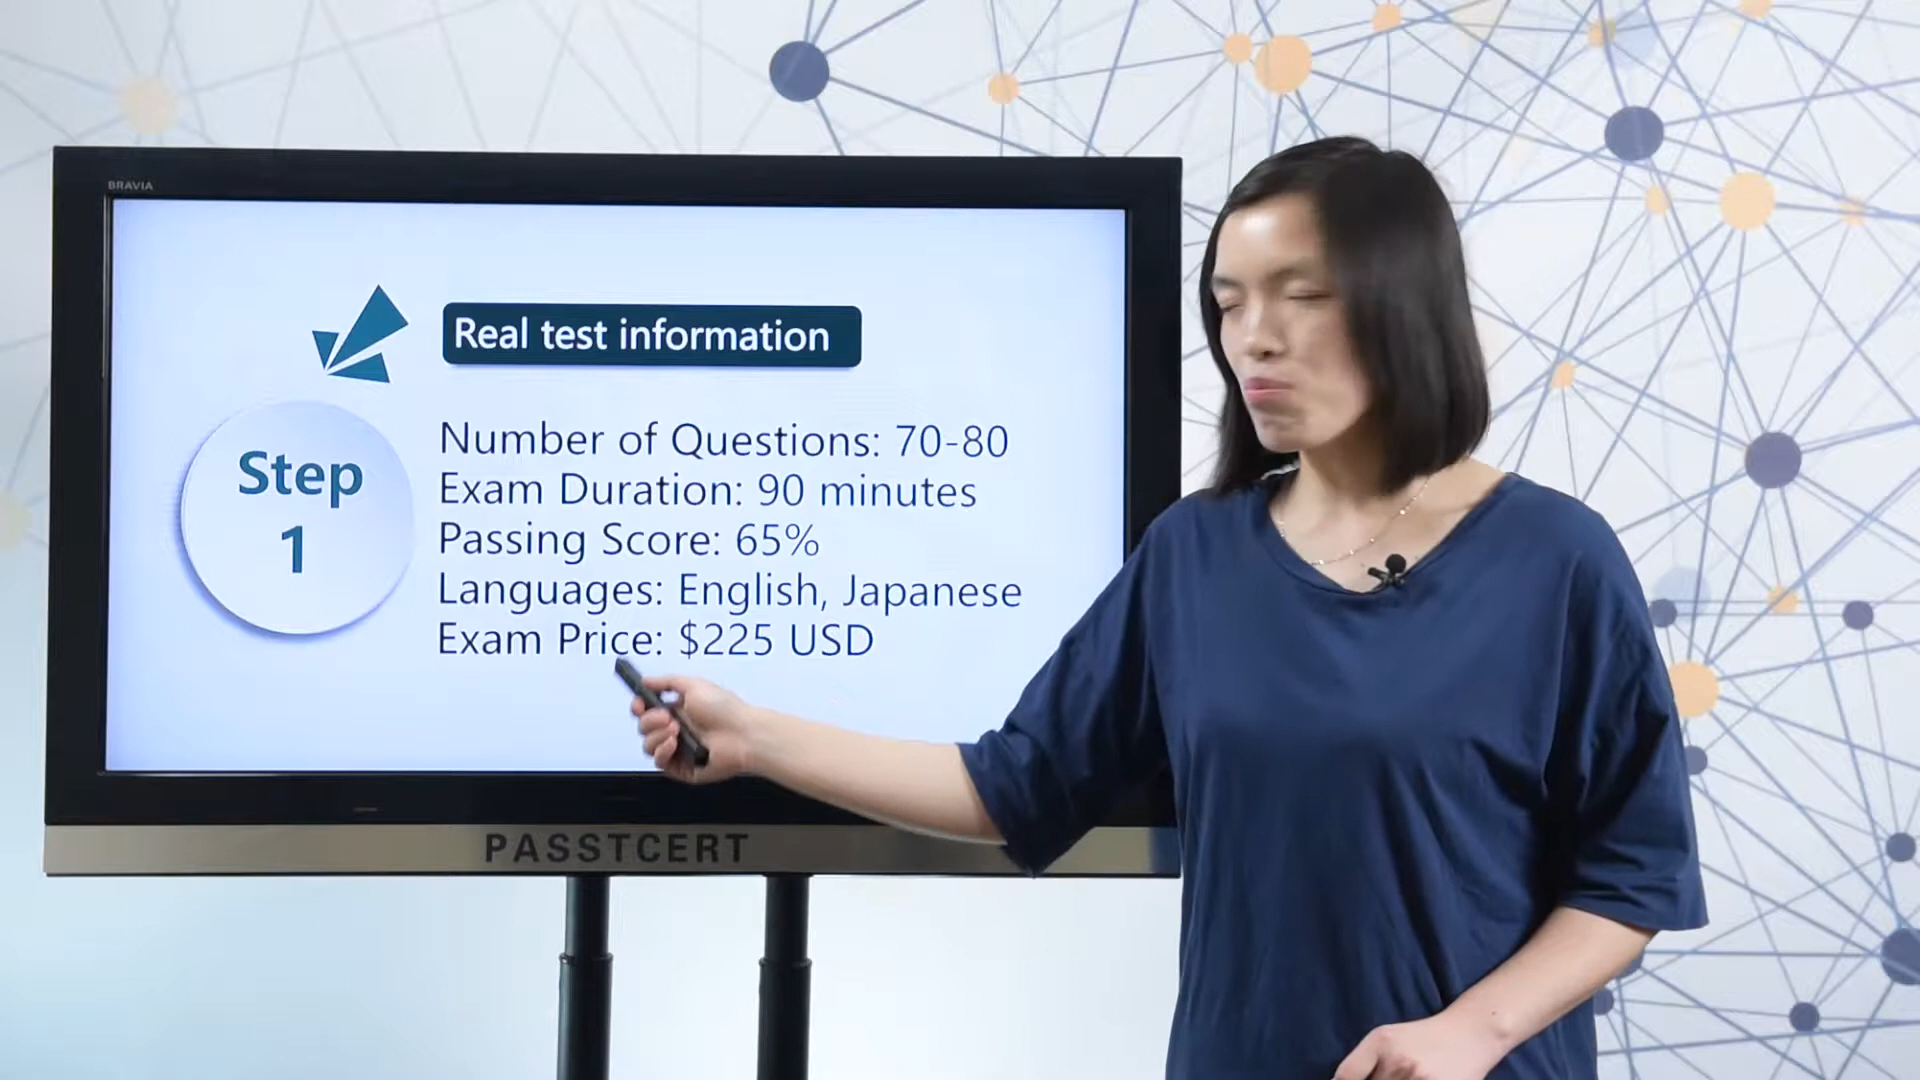 BRAVIA
Real test information
Step
1
Number of Questions: 70-80
Exam Duration: 90 minutes
Passing Score: 65%
Languages: English, Japanese
Exam Price: $225 USD
PASSTCERT